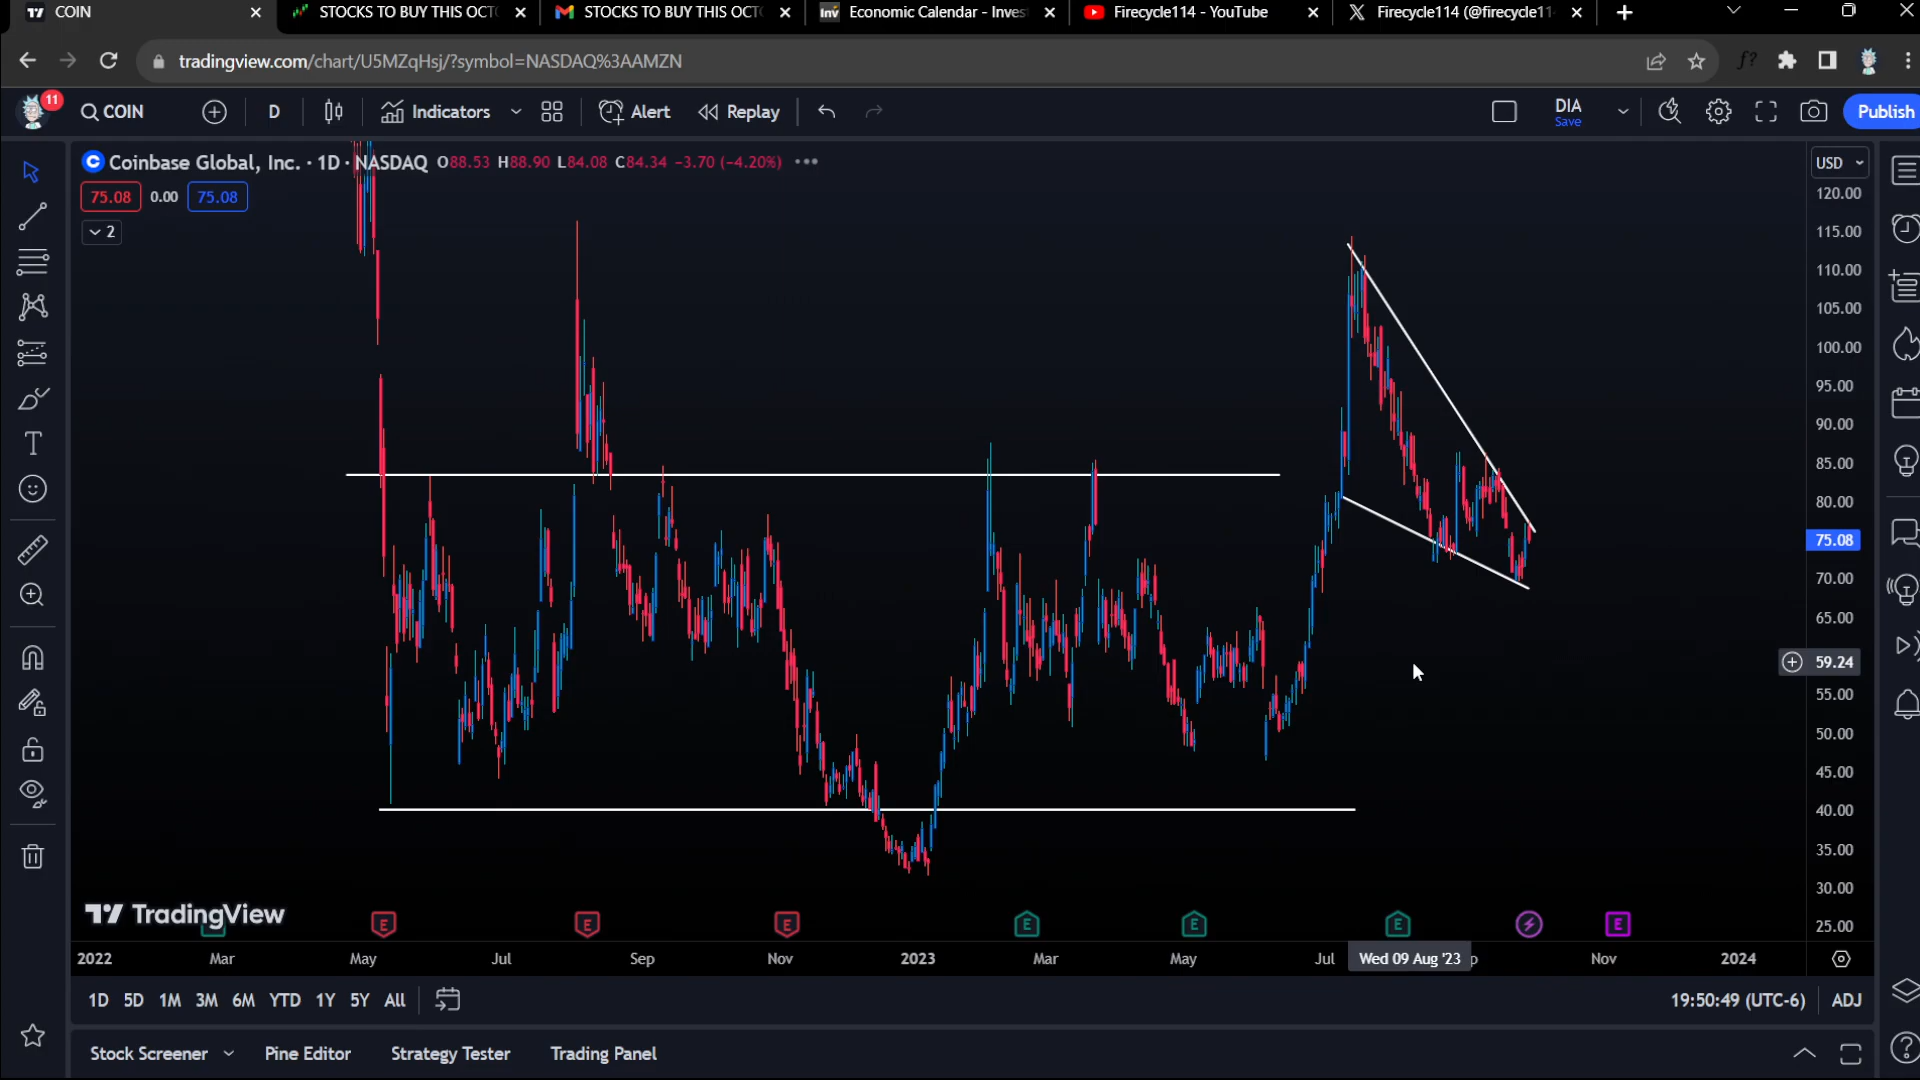 COIN
STOCKS TO BUY THIS OCT
STOCKS TO BUY THIS OCT
Inv Economic Calendar - Inves
Firecycle114 - YouTube
Firecycle114 (@firecycle11
tradingview.com/chart/U5MZqHsj/?symbol=NASDAQ%3AAMZN
11
COIN
D
Indicators
Alert
Replay
DIA
Save
Publish
Coinbase Global, Inc. · 1D · NASDAQ O88.53 H88.90 L84.08 C84.34 -3.70 (-4.20%)
75.08 0.00 75.08
2
USD
120.00
115.00
110.00
105.00
100.00
95.00
90.00
85.00
80.00
75.08
70.00
65.00
59.24
55.00
50.00
45.00
40.00
35.00
30.00
25.00
TradingView
E E E E E E E
2022 Mar May Jul Sep Nov 2023 Mar May Jul Wed 09 Aug '23 Nov 2024
1D 5D 1M 3M 6M YTD 1Y 5Y All
19:50:49 (UTC-6) ADJ
Stock Screener Pine Editor Strategy Tester Trading Panel